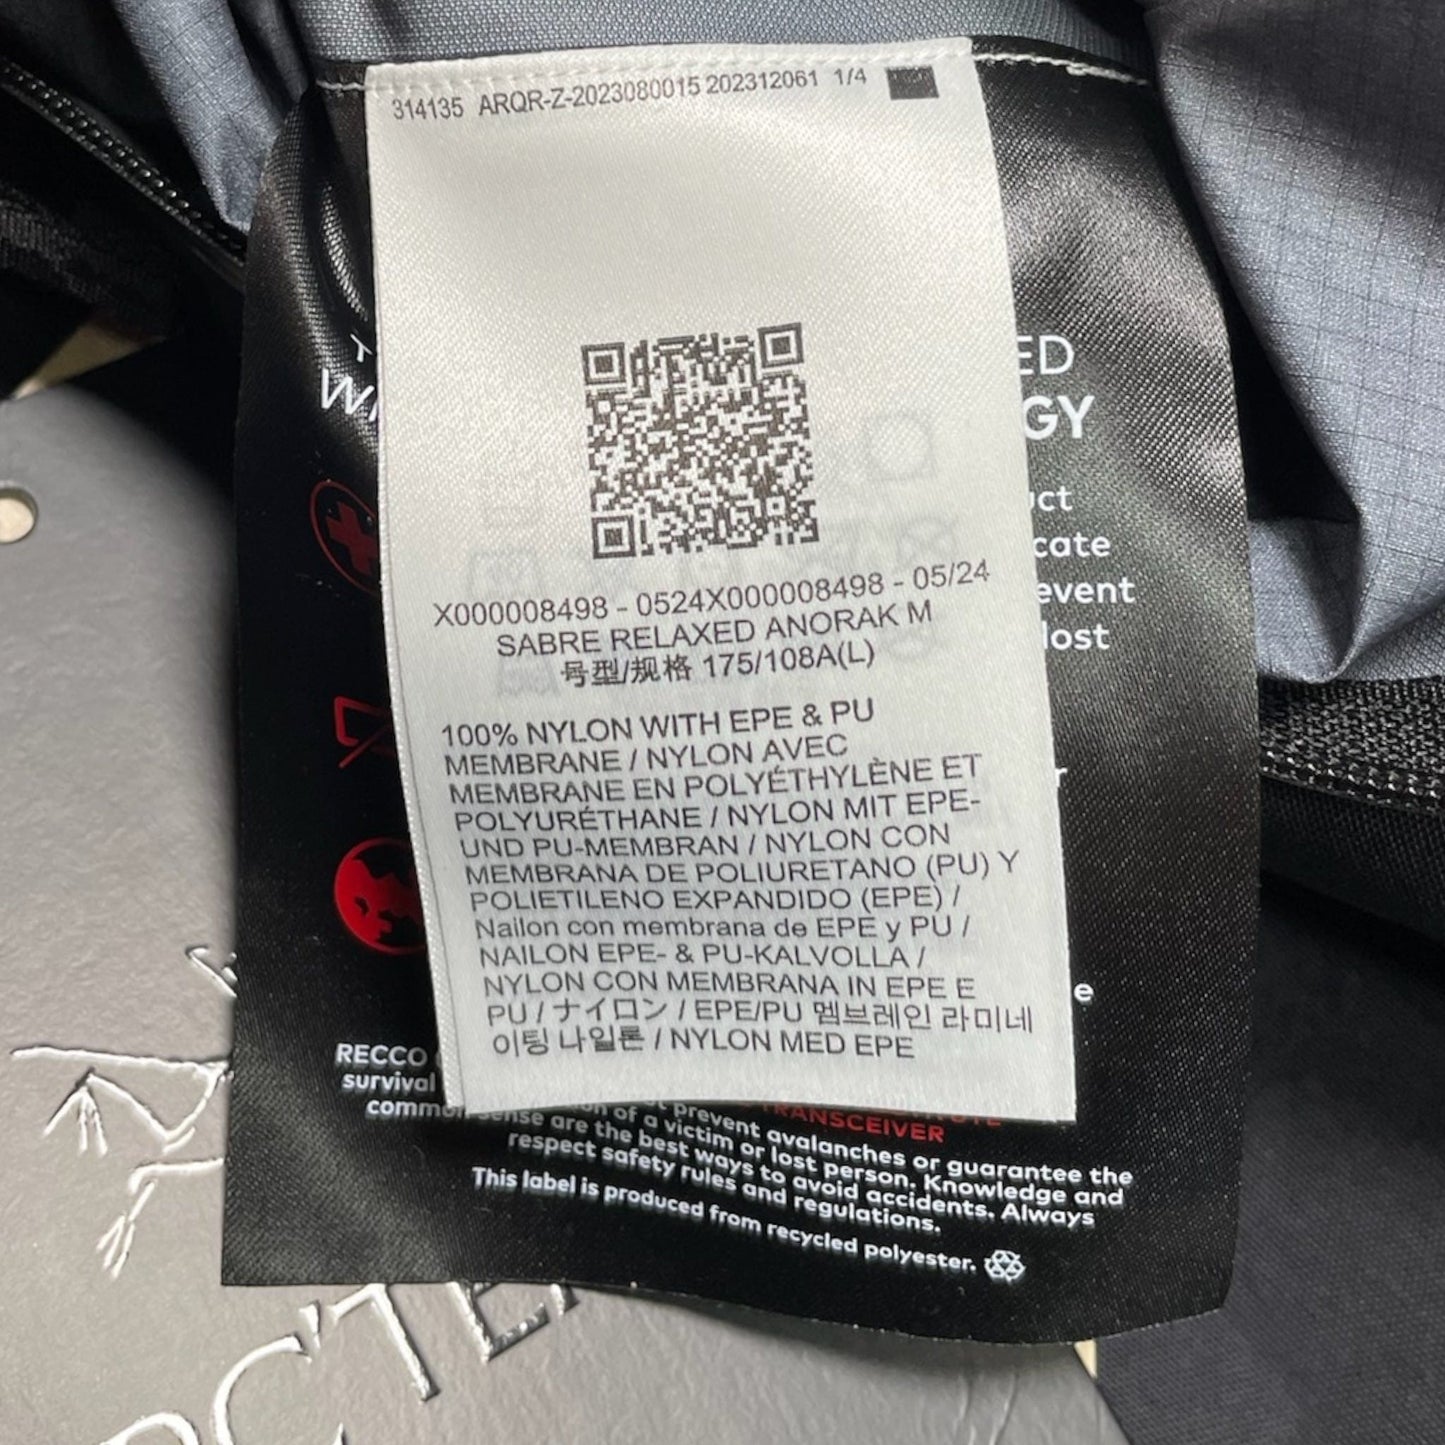 314135 ARQR-Z-2023080015 202312061 1/4
X000008498 - 0524X000008498 - 05/24
SABRE RELAXED ANORAK M
号型/规格 175/108A(L)
100% NYLON WITH EPE & PU
MEMBRANE / NYLON AVEC
MEMBRANE EN POLYÉTHYLÈNE ET
POLYURÉTHANE / NYLON MIT EPE-
UND PU-MEMBRAN / NYLON CON
MEMBRANA DE POLIURETANO (PU) Y
POLIETILENO EXPANDIDO (EPE) /
Nailon con membrana de EPE y PU /
NAILON EPE- & PU-KALVOLLA /
NYLON CON MEMBRANA IN EPE E
PU / ナイロン / EPE/PU 멤브레인 라미네
이팅 나일론 / NYLON MED EPE
ED
GY
uct
cate
event
lost
r
e
RECCO
survival
prevent avalanches or guarantee the
of a victim or lost person. Knowledge and
common sense are the best ways to avoid accidents. Always
respect safety rules and regulations.
TRANSCEIVER
This label is produced from recycled polyester.
RC'TE